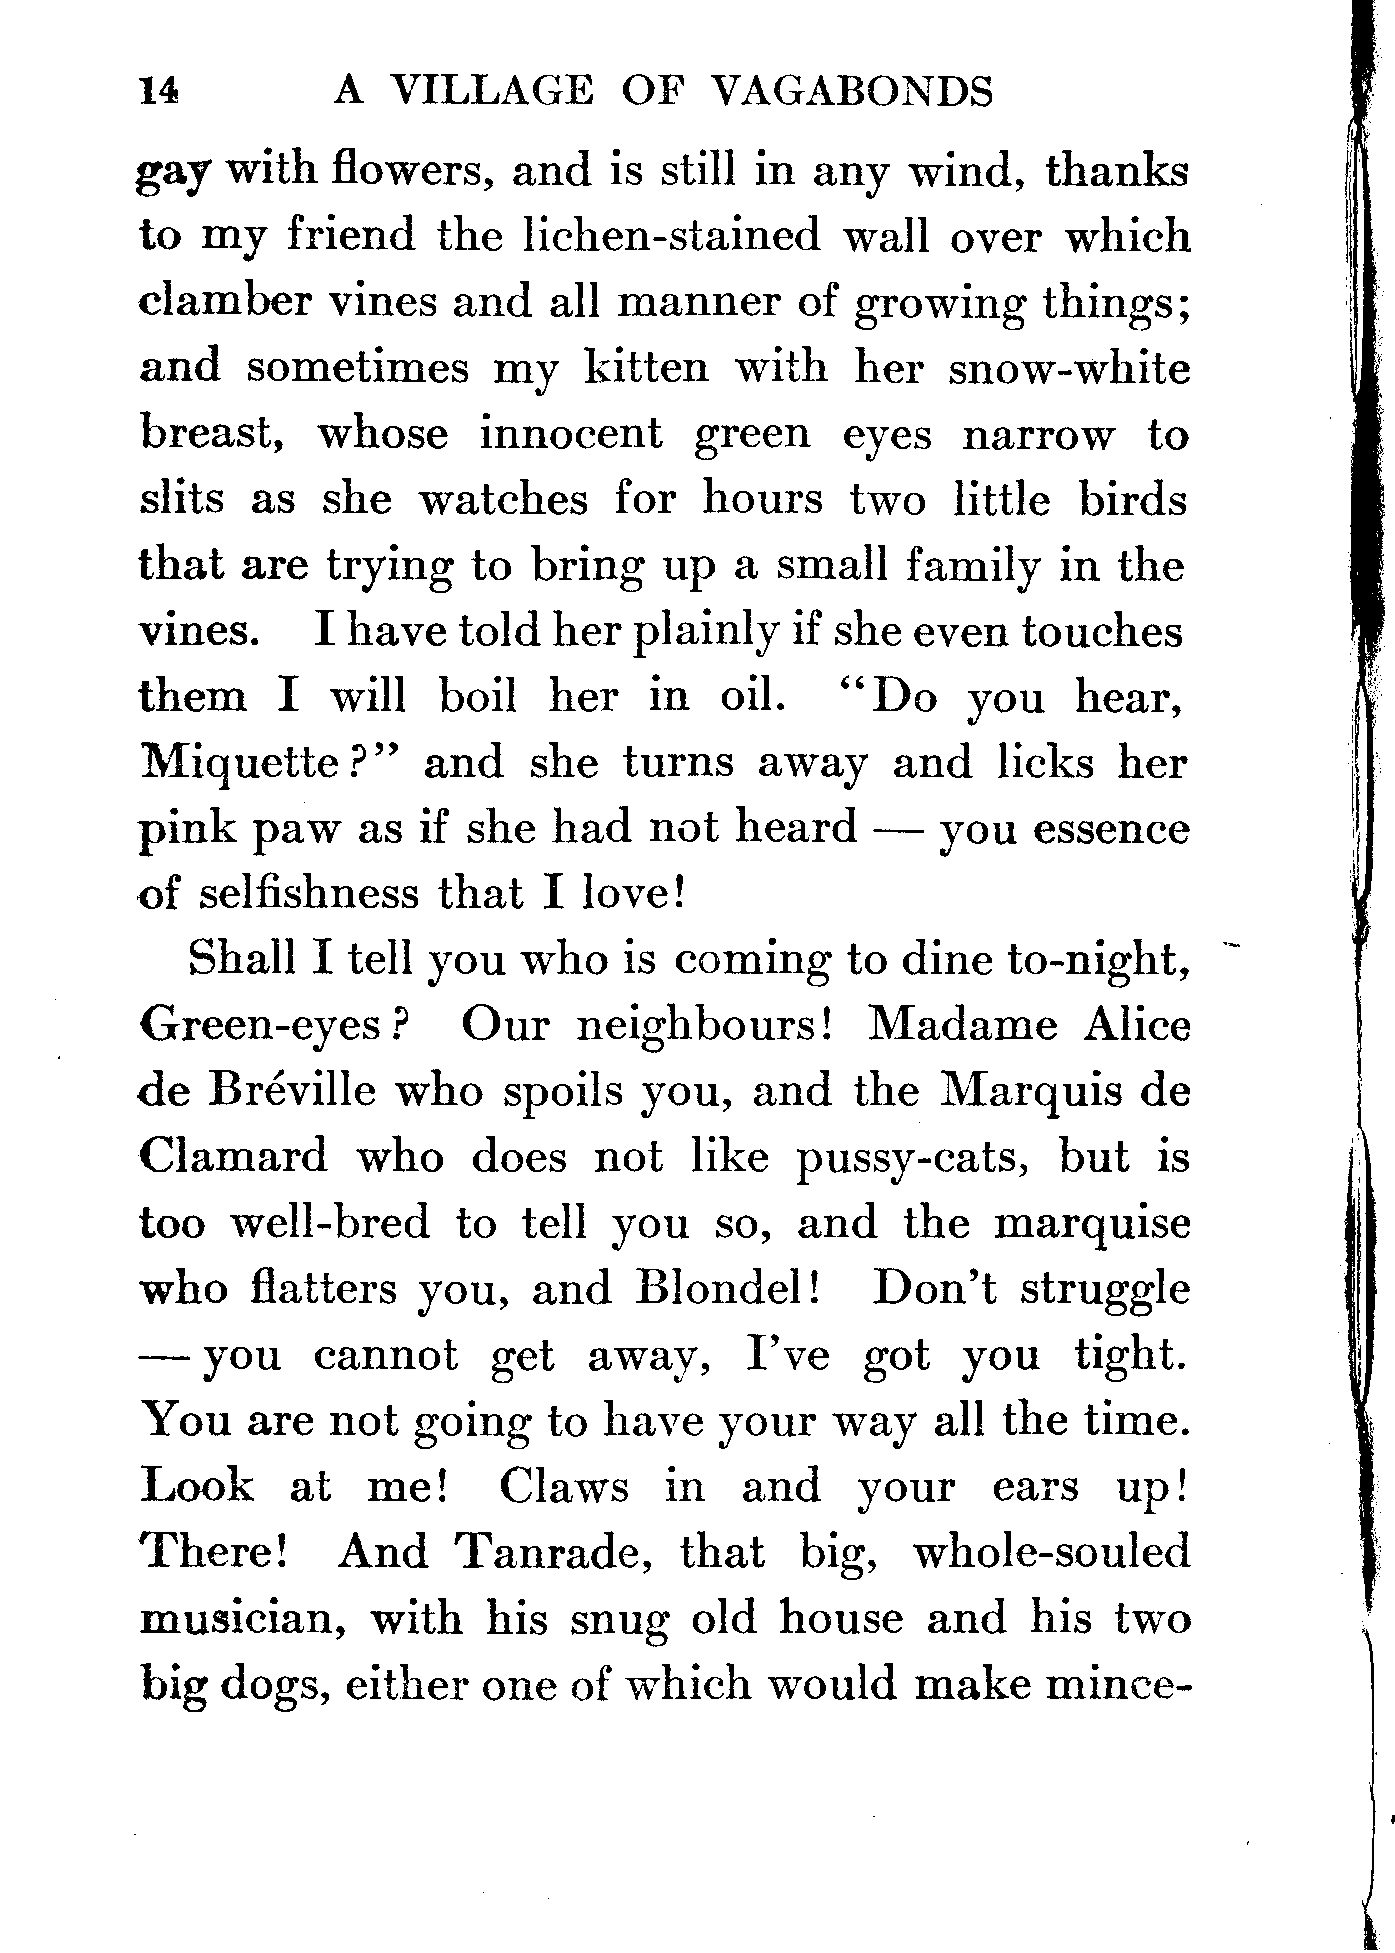 14 A VILLAGE OF VAGABONDS
gay with flowers, and is still in any wind, thanks
to my friend the lichen-stained wall over which
clamber vines and all manner of growing things;
and sometimes my kitten with her snow-white
breast, whose innocent green eyes narrow to
slits as she watches for hours two little birds
that are trying to bring up a small family in the
vines. I have told her plainly if she even touches
them I will boil her in oil. “Do you hear,
Miquette?” and she turns away and licks her
pink paw as if she had not heard — you essence
of selfishness that I love!
Shall I tell you who is coming to dine to-night,
Green-eyes? Our neighbours! Madame Alice
de Bréville who spoils you, and the Marquis de
Clamard who does not like pussy-cats, but is
too well-bred to tell you so, and the marquise
who flatters you, and Blondel! Don’t struggle
— you cannot get away, I’ve got you tight.
You are not going to have your way all the time.
Look at me! Claws in and your ears up!
There! And Tanrade, that big, whole-souled
musician, with his snug old house and his two
big dogs, either one of which would make mince-